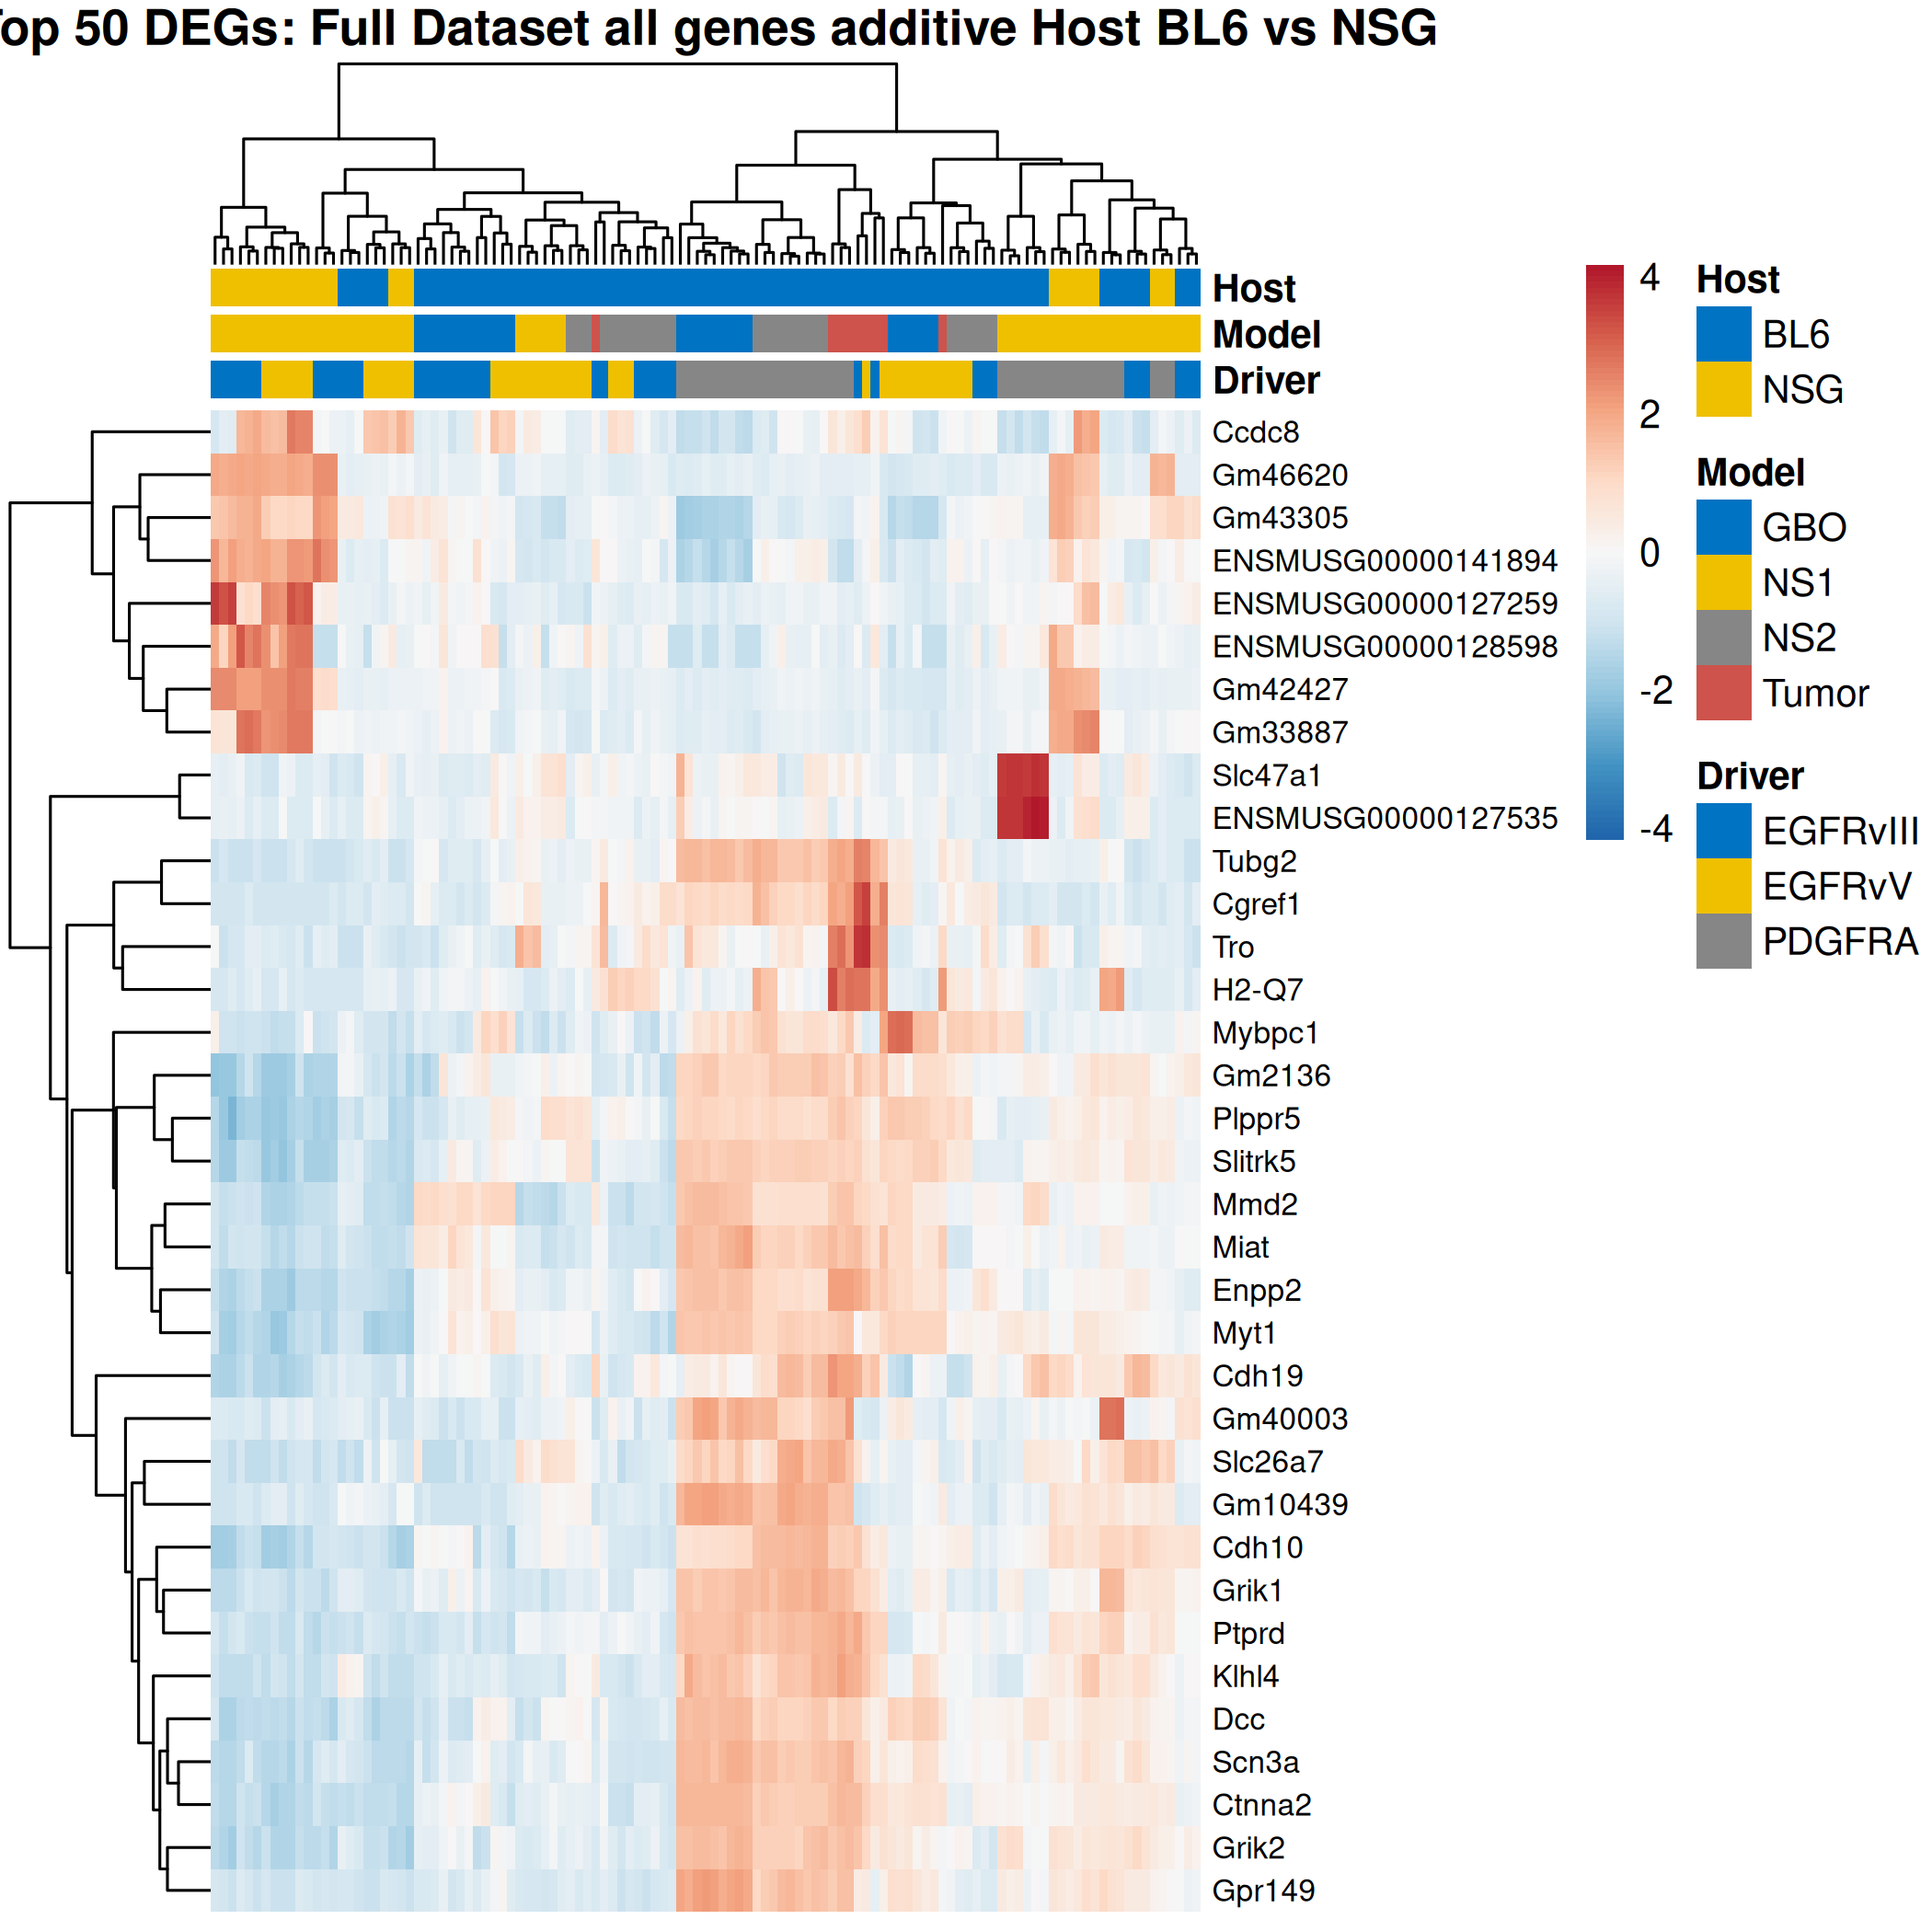 op 50 DEGs: Full Dataset all genes additive Host BL6 vs NSG
Host
Model
Driver
Ccdc8
Gm46620
Gm43305
ENSMUSG00000141894
ENSMUSG00000127259
ENSMUSG00000128598
Gm42427
Gm33887
Slc47a1
ENSMUSG00000127535
Tubg2
Cgref1
Tro
H2-Q7
Mybpc1
Gm2136
Plppr5
Slitrk5
Mmd2
Miat
Enpp2
Myt1
Cdh19
Gm40003
Slc26a7
Gm10439
Cdh10
Grik1
Ptprd
Klhl4
Dcc
Scn3a
Ctnna2
Grik2
Gpr149
4
2
0
-2
-4
Host
BL6
NSG
Model
GBO
NS1
NS2
Tumor
Driver
EGFRvIII
EGFRvV
PDGFRA